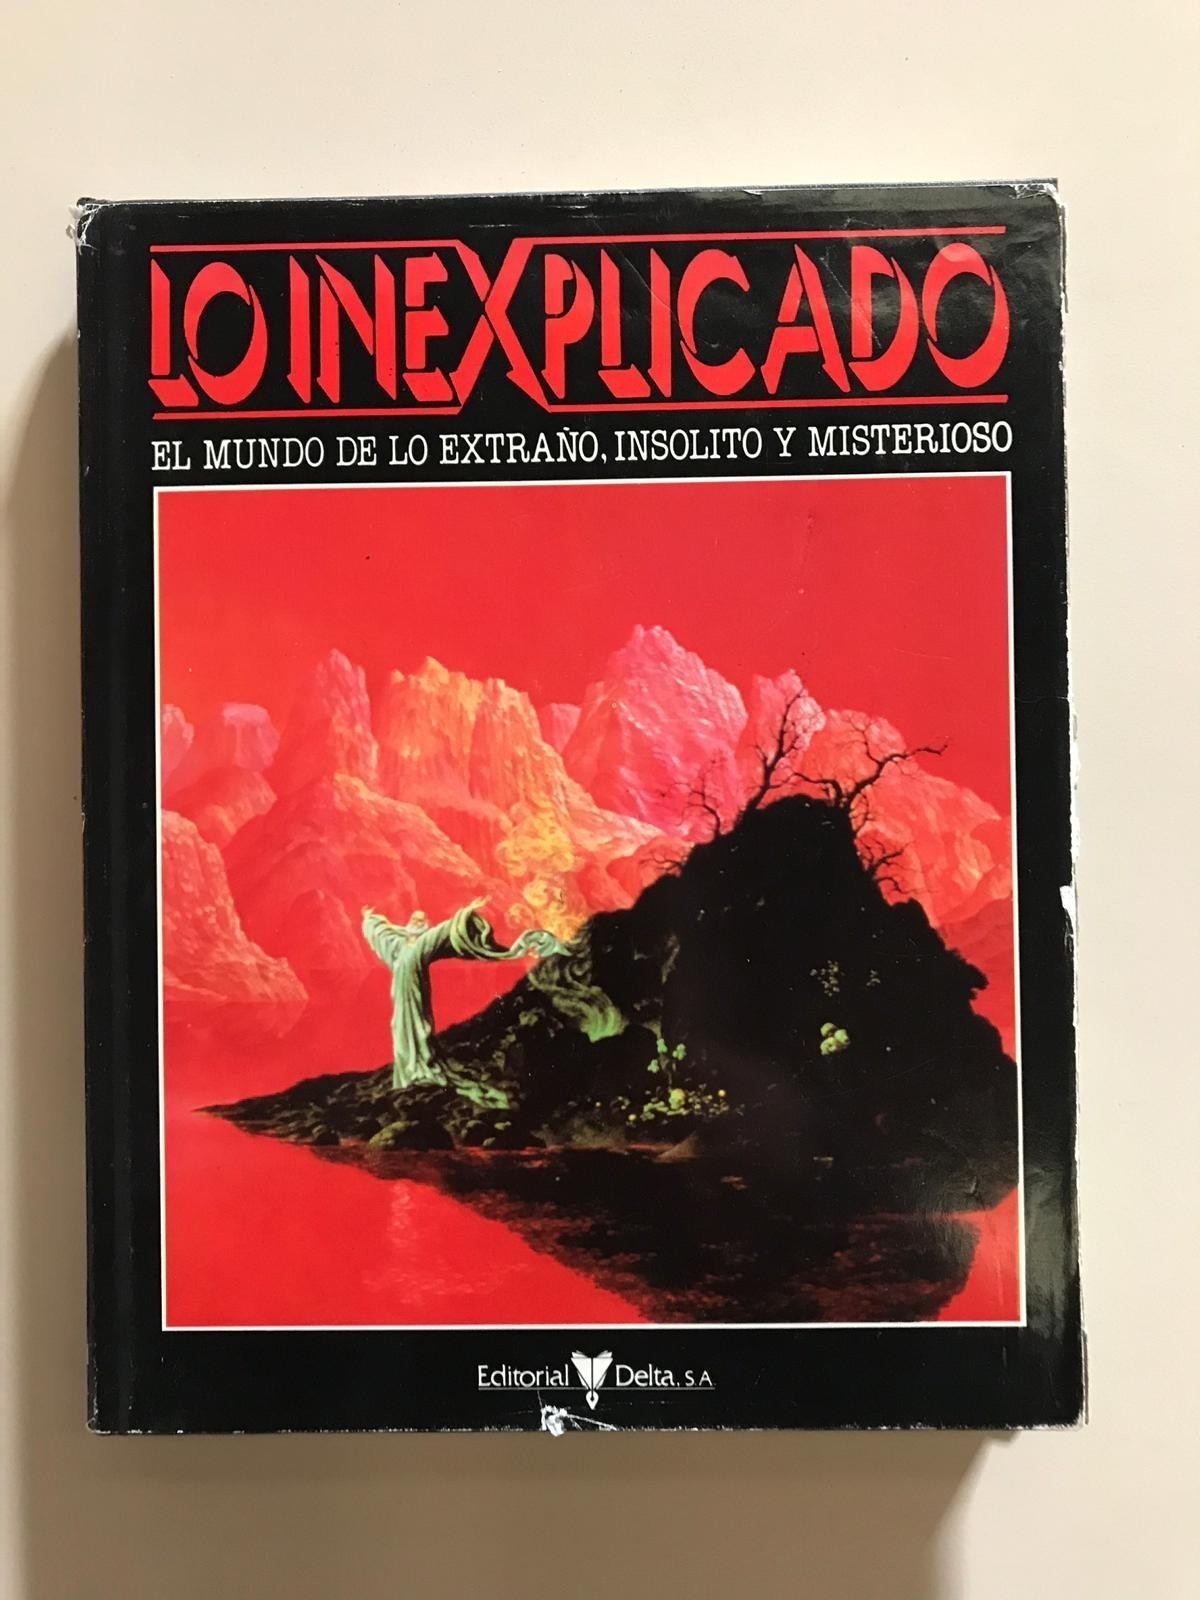 LO INEXPLICADO
EL MUNDO DE LO EXTRAÑO, INSOLITO Y MISTERIOSO
Editorial Delta, S.A.